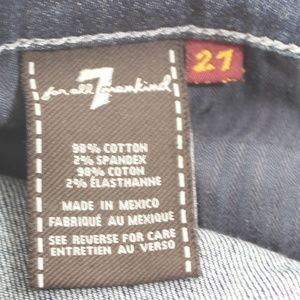 7
for all mankind
27
98% COTTON
2% SPANDEX
98% COTON
2% ÉLASTHANNE
MADE IN MEXICO
FABRIQUÉ AU MEXIQUE
SEE REVERSE FOR CARE
ENTRETIEN AU VERSO